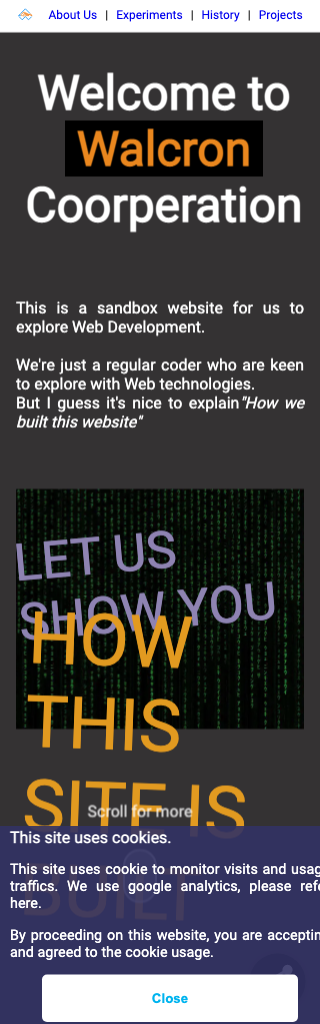 About Us | Experiments | History | Projects
Welcome to
Walcron
Coorperation
This is a sandbox website for us to
explore Web Development.
We're just a regular coder who are keen
to explore with Web technologies.
But I guess it's nice to explain "How we
built this website"
LET US
SHOW YOU
HOW
THIS
SITE IS
BUILT
Scroll for more
This site uses cookies.
This site uses cookie to monitor visits and usag
traffics. We use google analytics, please refe
here.
By proceeding on this website, you are acceptin
and agreed to the cookie usage.
Close